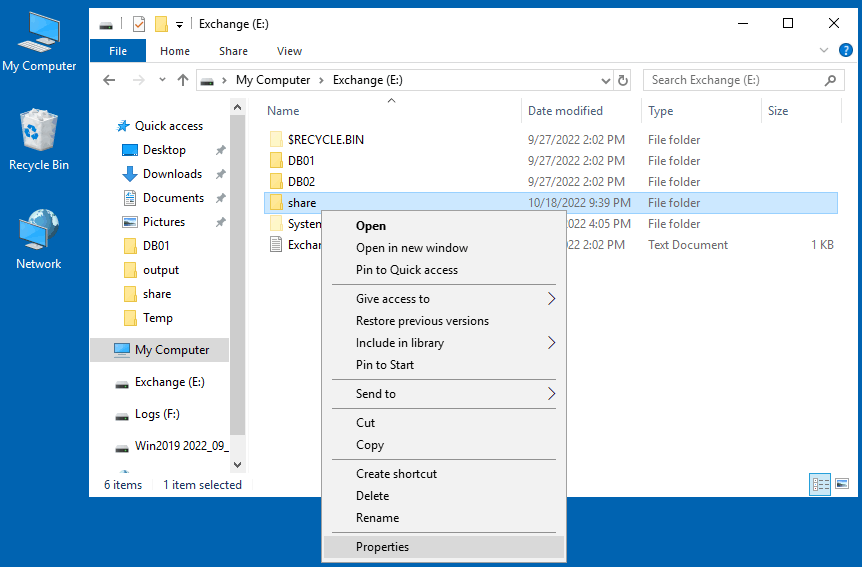 My Computer
Recycle Bin
Network
Exchange (E:)
File Home Share View
My Computer Exchange (E:)
Search Exchange (E:)
Quick access
Desktop
Downloads
Documents
Pictures
DB01
output
share
Temp
My Computer
Exchange (E:)
Logs (F:)
Win2019 2022_09_
Name Date modified Type Size
$RECYCLE.BIN 9/27/2022 2:02 PM File folder
DB01 9/27/2022 2:02 PM File folder
DB02 9/27/2022 2:02 PM File folder
share 10/18/2022 9:39 PM File folder
System 2022 4:05 PM File folder
Exchan 2022 2:02 PM Text Document 1 KB
Open
Open in new window
Pin to Quick access
Give access to
Restore previous versions
Include in library
Pin to Start
Send to
Cut
Copy
Create shortcut
Delete
Rename
Properties
6 items 1 item selected